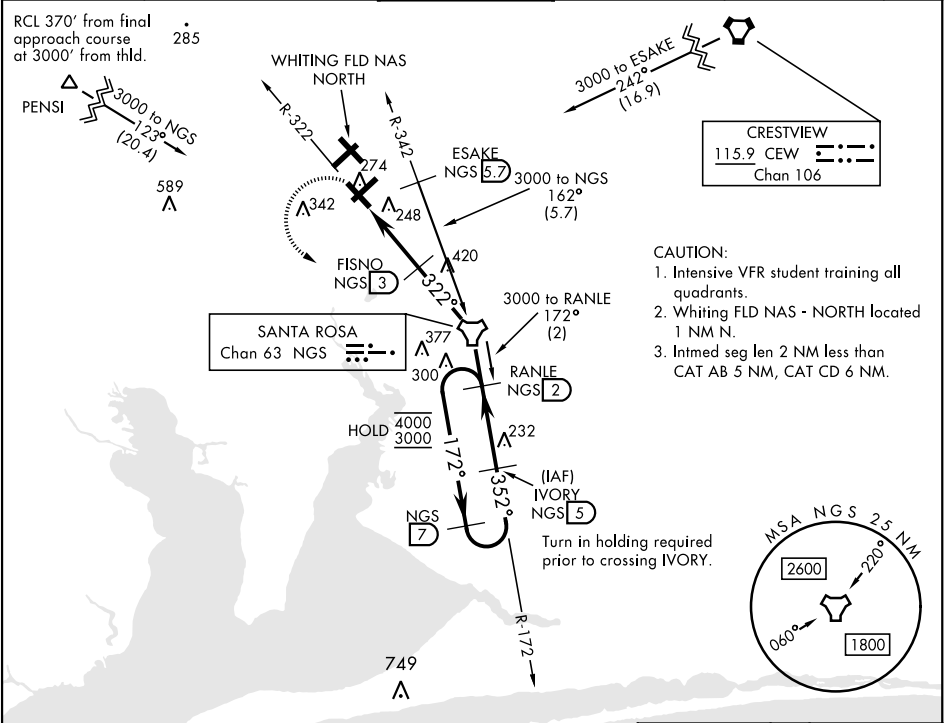 RCL 370' from final
approach course
at 3000' from thld.
285
PENSI
3000 to NGS
123°
(20.4)
589
WHITING FLD NAS
NORTH
R-322
R-342
274
342
248
ESAKE
NGS 5.7
3000 to NGS
162°
(5.7)
3000 to ESAKE
242°
(16.9)
CRESTVIEW
115.9 CEW
Chan 106
FISNO
NGS 3
420
322°
3000 to RANLE
172°
(2)
SANTA ROSA
Chan 63 NGS
377
300
RANLE
NGS 2
HOLD 4000
3000
172°
232
352°
(IAF)
IVORY
NGS 5
NGS
7
Turn in holding required
prior to crossing IVORY.
R-172
749
CAUTION:
1. Intensive VFR student training all
quadrants.
2. Whiting FLD NAS - NORTH located
1 NM N.
3. Intmed seg len 2 NM less than
CAT AB 5 NM, CAT CD 6 NM.
MSA NGS 25 NM
2600
220°
060°
1800